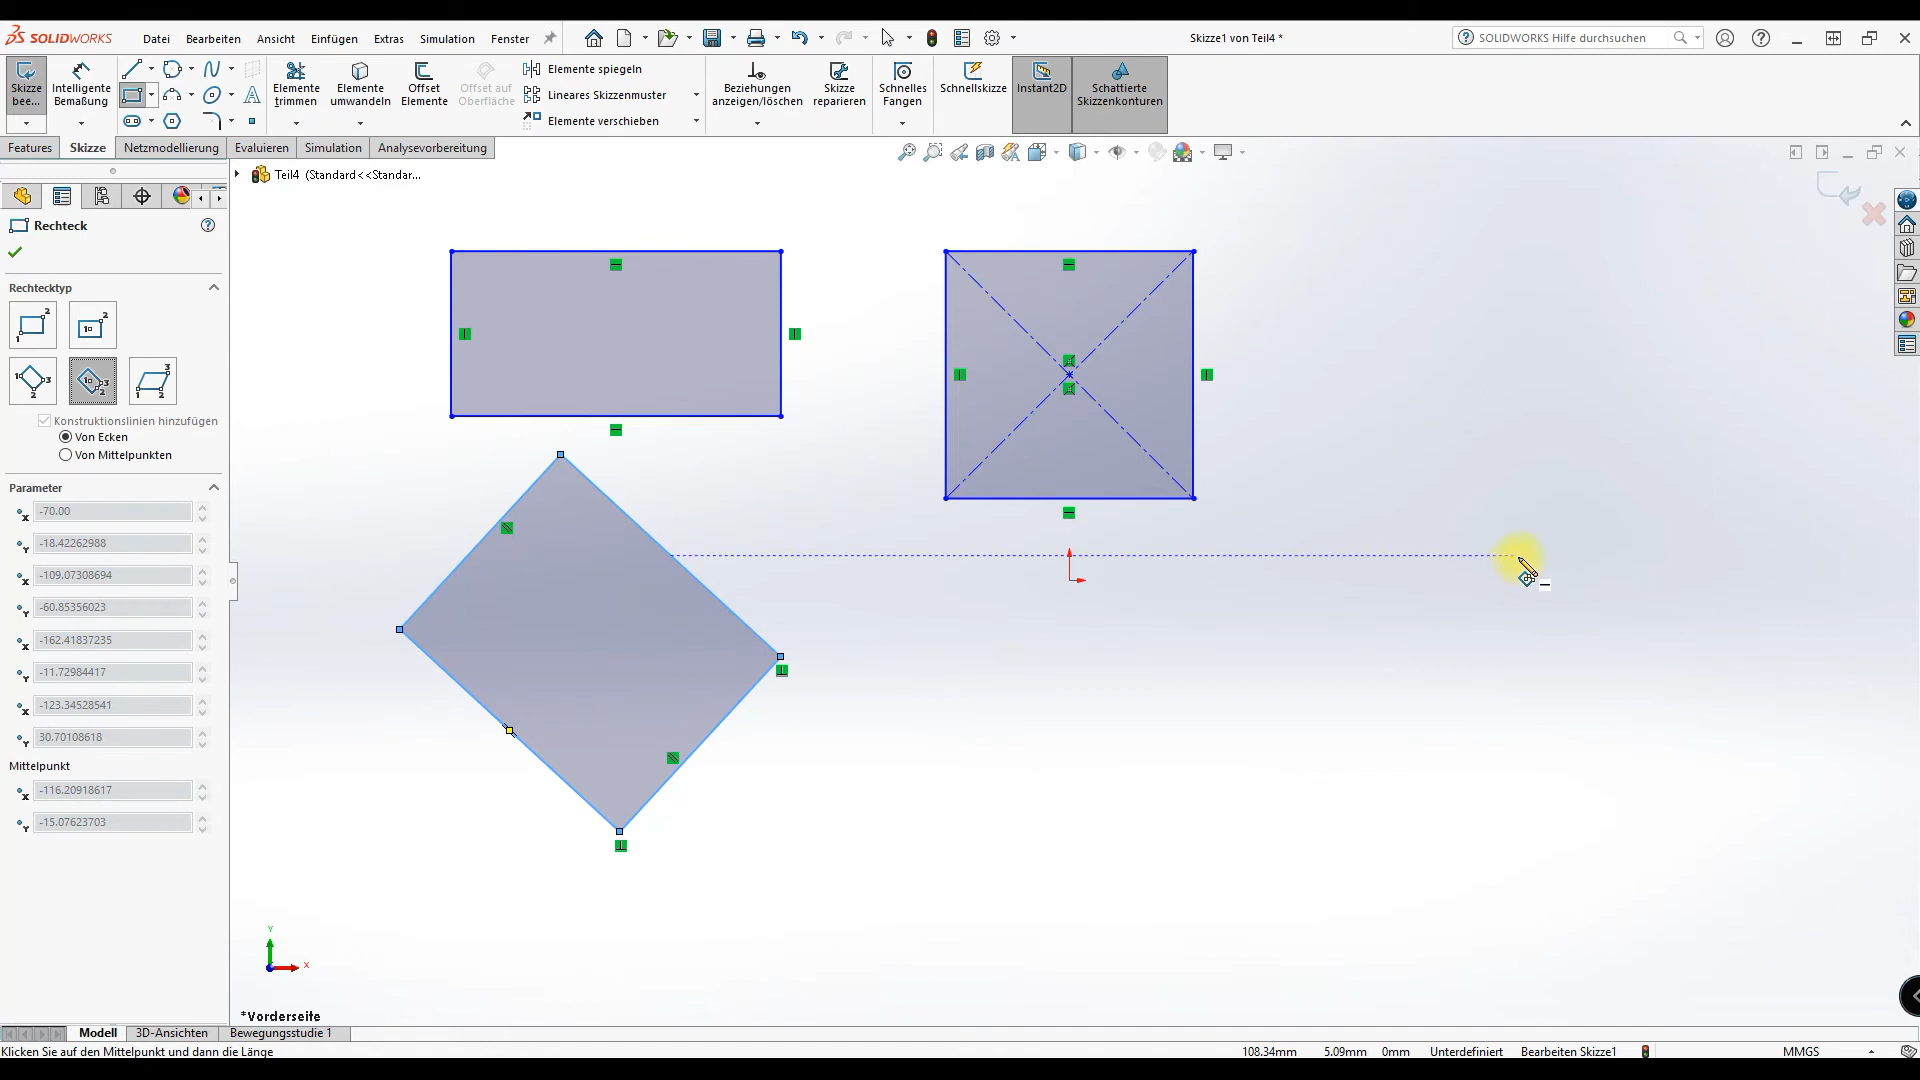 SOLIDWORKS
Datei Bearbeiten Ansicht Einfügen Extras Simulation Fenster
Skizze1 von Teil4 *
SOLIDWORKS Hilfe durchsuchen
Skizze bee...
Intelligente Bemaßung
Elemente trimmen
Elemente umwandeln
Offset Elemente
Offset auf Oberfläche
Elemente spiegeln
Lineares Skizzenmuster
Elemente verschieben
Beziehungen anzeigen/löschen
Skizze reparieren
Schnelles Fangen
Schnellskizze
Instant2D
Schattierte Skizzenkonturen
Features Skizze Netzmodellierung Evaluieren Simulation Analysevorbereitung
Teil4 (Standard<<Standar...
Rechteck
Rechtecktyp
Konstruktionslinien hinzufügen
Von Ecken
Von Mittelpunkten
Parameter
-70.00
-18.42262988
-109.07308694
-60.85356023
-162.41837235
-11.72984417
-123.34528541
30.70108618
Mittelpunkt
-116.20918617
-15.07623703
Y
X
*Vorderseite
Modell 3D-Ansichten Bewegungsstudie 1
Klicken Sie auf den Mittelpunkt und dann die Länge
108.34mm 5.09mm 0mm Unterdefiniert Bearbeiten Skizze1 MMGS